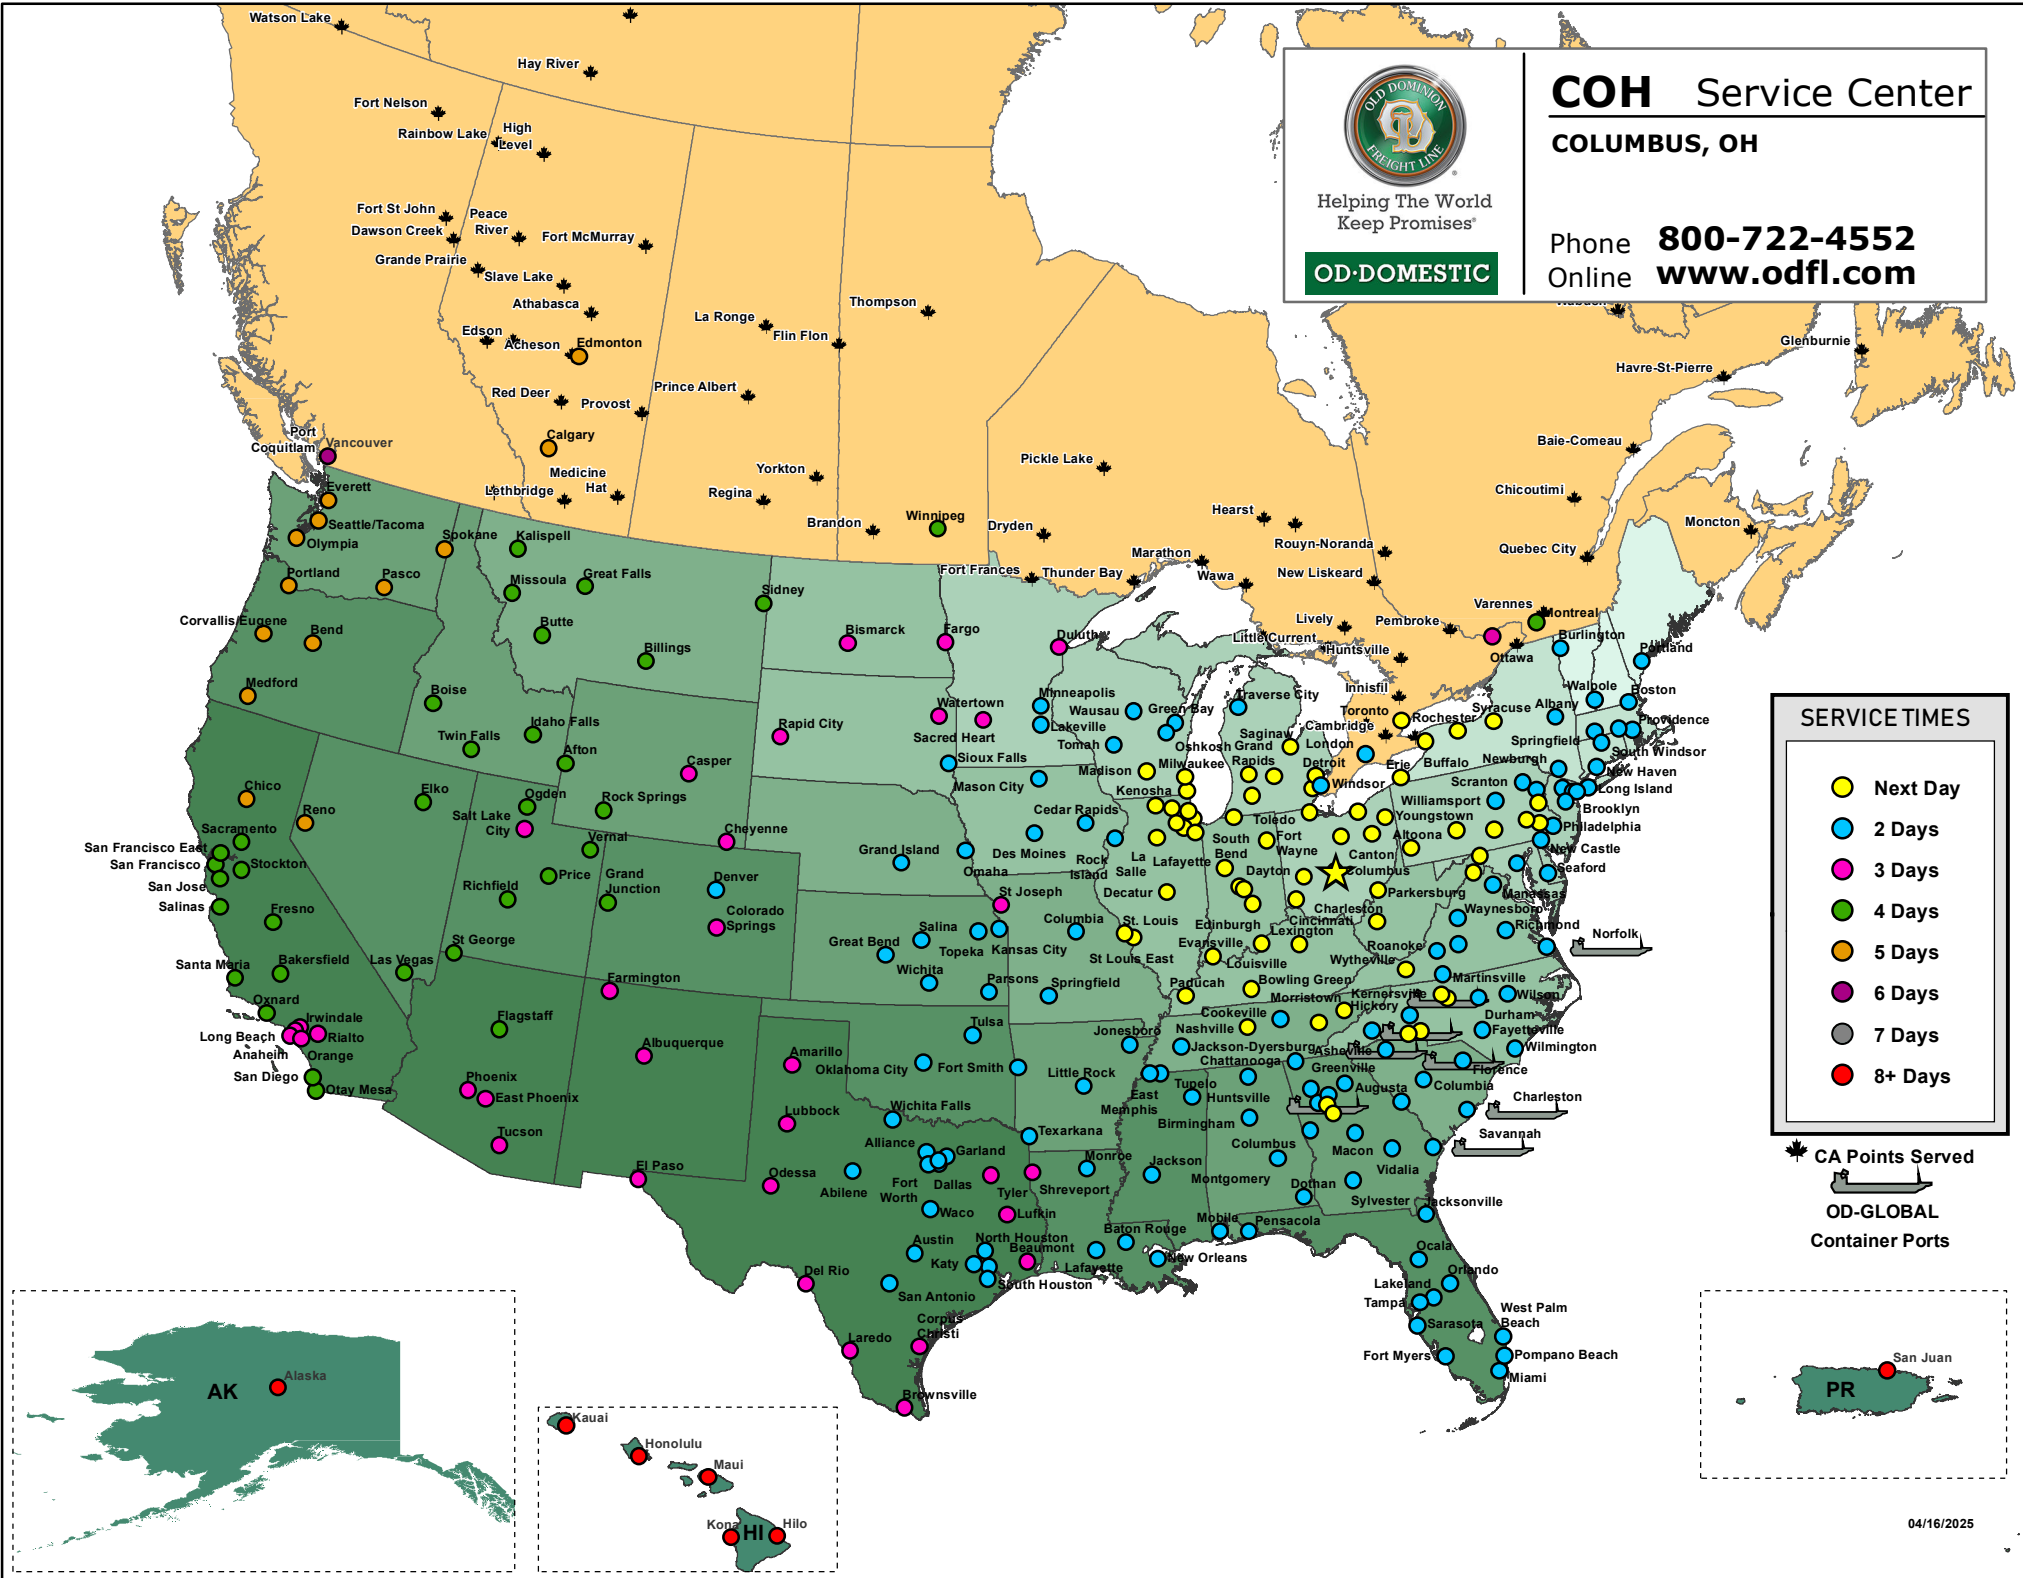 COH Service Center
COLUMBUS, OH
Phone 800-722-4552
Online www.odfl.com
OLD DOMINION
FREIGHT LINE
Helping The World
Keep Promises
OD·DOMESTIC
Watson Lake
Hay River
Fort Nelson
Rainbow Lake
High
Level
Fort St John
Dawson Creek
Peace
River
Fort McMurray
Grande Prairie
Slave Lake
Athabasca
Edson
Acheson
Edmonton
Red Deer
Provost
Calgary
Medicine
Hat
Lethbridge
Port
Coquitlam
Vancouver
La Ronge
Flin Flon
Thompson
Prince Albert
Yorkton
Regina
Brandon
Winnipeg
Dryden
Pickle Lake
Fort Frances
Thunder Bay
Marathon
Wawa
Hearst
Rouyn-Noranda
New Liskeard
Lively
Little Current
Huntsville
Pembroke
Innisfil
Toronto
Cambridge
London
Windsor
Ottawa
Varennes
Montreal
Quebec City
Chicoutimi
Baie-Comeau
Havre-St-Pierre
Glenburnie
Moncton
Everett
Seattle/Tacoma
Olympia
Spokane
Portland
Pasco
Corvallis/Eugene
Bend
Medford
Kalispell
Missoula
Great Falls
Butte
Billings
Sidney
Boise
Idaho Falls
Twin Falls
Afton
Casper
Rock Springs
Cheyenne
Chico
Reno
Elko
Ogden
Salt Lake
City
Vernal
Price
Richfield
St George
Grand
Junction
Denver
Colorado
Springs
Sacramento
San Francisco East
San Francisco
Stockton
San Jose
Salinas
Fresno
Santa Maria
Bakersfield
Las Vegas
Oxnard
Irwindale
Long Beach
Rialto
Anaheim
Orange
San Diego
Otay Mesa
Flagstaff
Phoenix
East Phoenix
Tucson
Farmington
Albuquerque
El Paso
Bismarck
Fargo
Duluth
Rapid City
Watertown
Sacred Heart
Sioux Falls
Minneapolis
Lakeville
Mason City
Wausau
Green Bay
Tomah
Oshkosh
Madison
Milwaukee
Kenosha
Cedar Rapids
Des Moines
Rock
Island
La
Salle
Decatur
Grand Island
Omaha
St Joseph
Salina
Topeka
Kansas City
Great Bend
Wichita
Parsons
Columbia
Springfield
St. Louis
St Louis East
Tulsa
Oklahoma City
Fort Smith
Little Rock
Jonesboro
Amarillo
Lubbock
Wichita Falls
Texarkana
Alliance
Garland
Fort
Worth
Dallas
Tyler
Odessa
Abilene
Waco
Lufkin
Austin
North Houston
Beaumont
Katy
South Houston
San Antonio
Del Rio
Laredo
Corpus
Christi
Brownsville
Shreveport
Monroe
Lafayette
Baton Rouge
New Orleans
Jackson
Tupelo
East
Memphis
Jackson-Dyersburg
Nashville
Cookeville
Chattanooga
Morristown
Huntsville
Birmingham
Montgomery
Dothan
Mobile
Pensacola
Columbus
Macon
Vidalia
Sylvester
Augusta
Savannah
Jacksonville
Ocala
Orlando
Lakeland
Tampa
Sarasota
Fort Myers
West Palm
Beach
Pompano Beach
Miami
Traverse City
Saginaw
Grand
Rapids
Detroit
Toledo
South
Bend
Fort
Wayne
Lafayette
Dayton
Edinburgh
Evansville
Cincinnati
Canton
Columbus
Louisville
Lexington
Bowling Green
Paducah
Parkersburg
Charleston
Youngstown
Erie
Altoona
Williamsport
Scranton
Philadelphia
New Castle
Seaford
Manassas
Waynesboro
Richmond
Roanoke
Wytheville
Martinsville
Norfolk
Kernersville
Hickory
Durham
Wilson
Fayetteville
Wilmington
Asheville
Greenville
Florence
Columbia
Charleston
Buffalo
Rochester
Syracuse
Albany
Burlington
Portland
Walpole
Boston
Providence
Springfield
South Windsor
New Haven
Newburgh
Long Island
Brooklyn
SERVICE TIMES
Next Day
2 Days
3 Days
4 Days
5 Days
6 Days
7 Days
8+ Days
CA Points Served
OD-GLOBAL
Container Ports
AK
Alaska
Kauai
Honolulu
Maui
Kona
HI
Hilo
San Juan
PR
04/16/2025